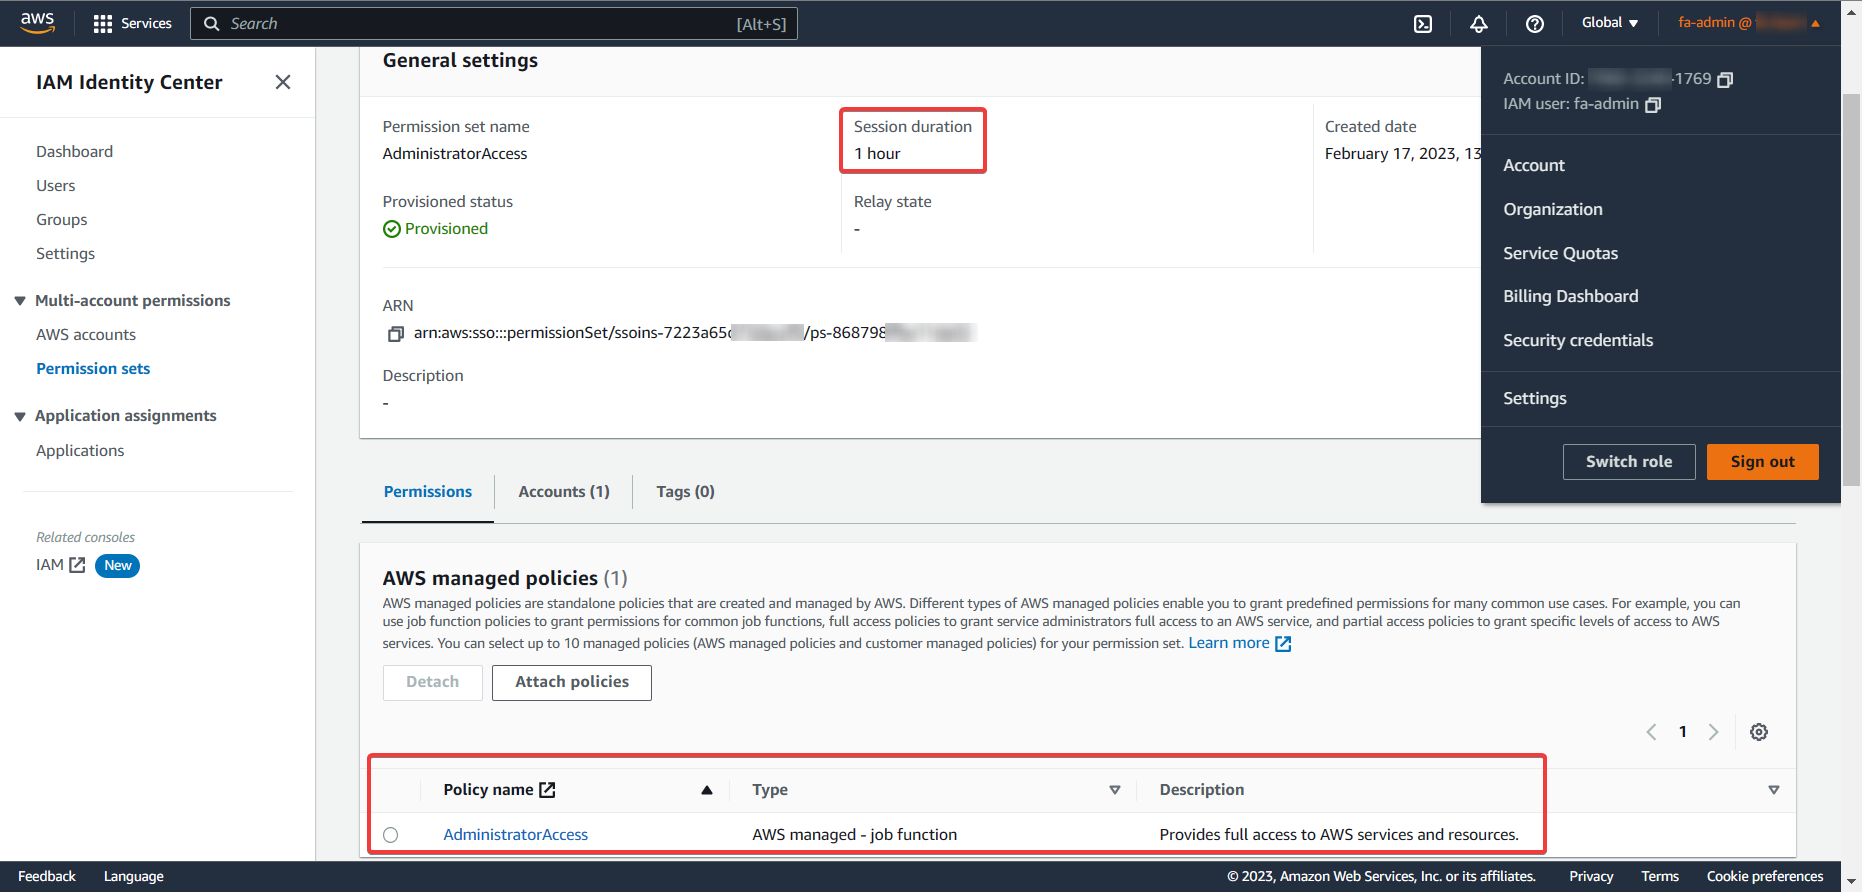 aws
Services
Search
[Alt+S]
Global
fa-admin @
IAM Identity Center
Dashboard
Users
Groups
Settings
Multi-account permissions
AWS accounts
Permission sets
Application assignments
Applications
Related consoles
IAM
New
General settings
Permission set name
AdministratorAccess
Session duration
1 hour
Created date
February 17, 2023, 13
Provisioned status
Provisioned
Relay state
-
ARN
arn:aws:sso:::permissionSet/ssoins-7223a65 /ps-868798
Description
-
Account ID: -1769
IAM user: fa-admin
Account
Organization
Service Quotas
Billing Dashboard
Security credentials
Settings
Switch role
Sign out
Permissions
Accounts (1)
Tags (0)
AWS managed policies (1)
AWS managed policies are standalone policies that are created and managed by AWS. Different types of AWS managed policies enable you to grant predefined permissions for many common use cases. For example, you can
use job function policies to grant permissions for common job functions, full access policies to grant service administrators full access to an AWS service, and partial access policies to grant specific levels of access to AWS
services. You can select up to 10 managed policies (AWS managed policies and customer managed policies) for your permission set. Learn more
Detach
Attach policies
1
Policy name
Type
Description
AdministratorAccess
AWS managed - job function
Provides full access to AWS services and resources.
Feedback
Language
© 2023, Amazon Web Services, Inc. or its affiliates.
Privacy
Terms
Cookie preferences